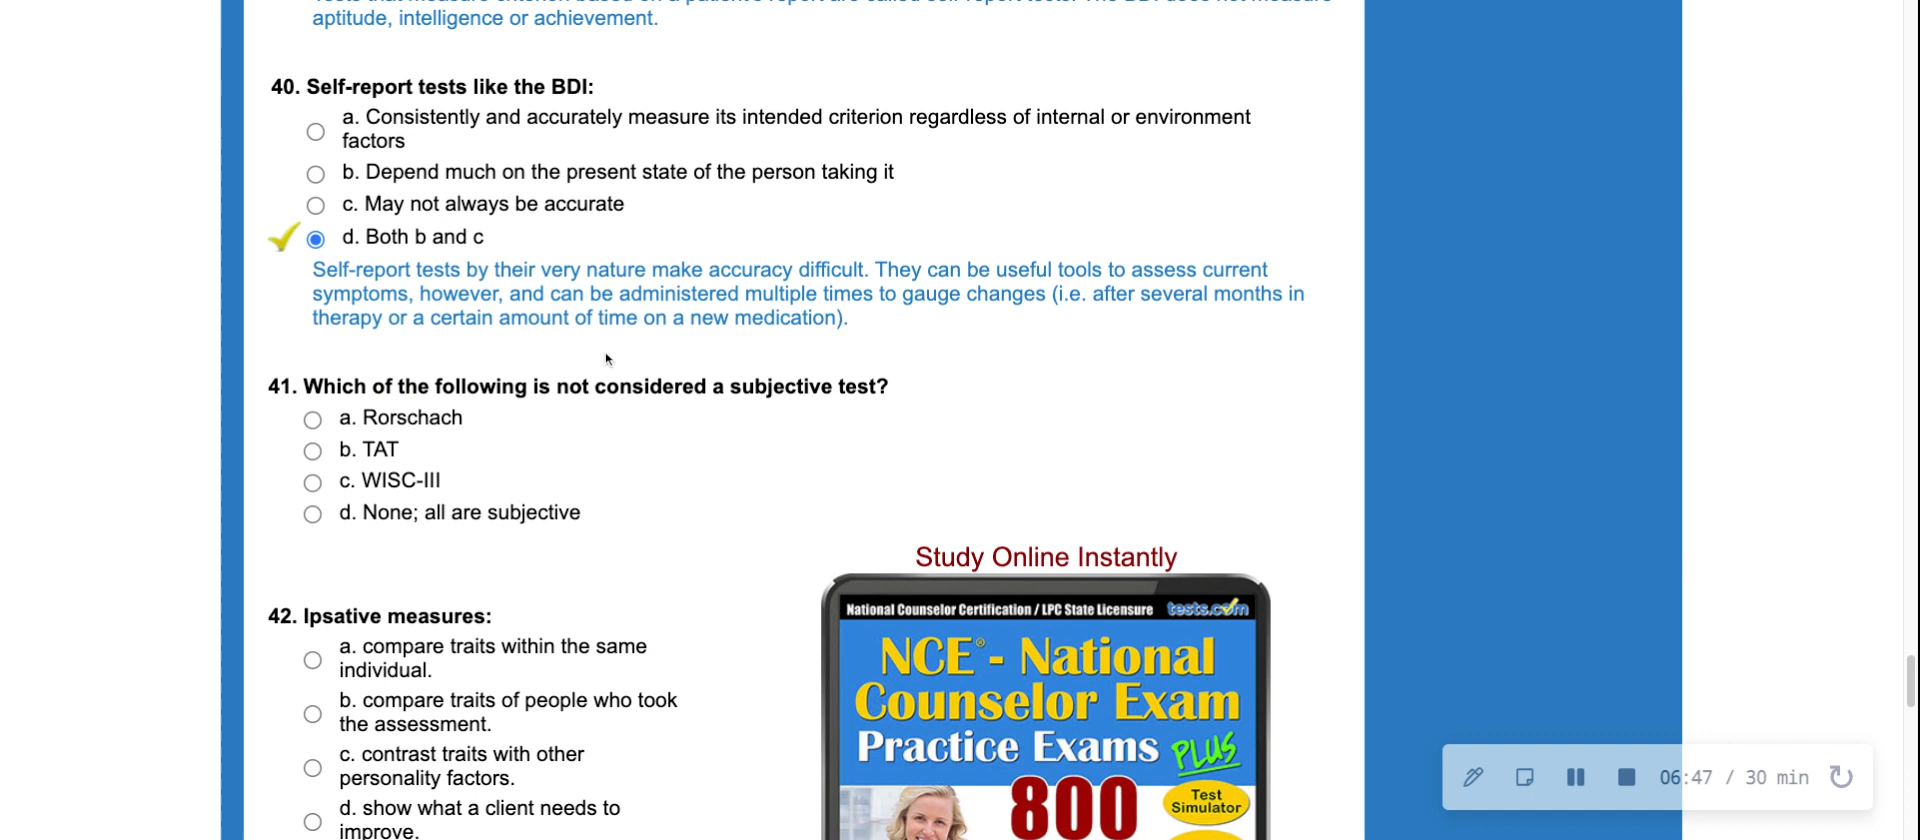 aptitude, intelligence or achievement.
40. Self-report tests like the BDI:
a. Consistently and accurately measure its intended criterion regardless of internal or environment
factors
b. Depend much on the present state of the person taking it
c. May not always be accurate
d. Both b and c
Self-report tests by their very nature make accuracy difficult. They can be useful tools to assess current
symptoms, however, and can be administered multiple times to gauge changes (i.e. after several months in
therapy or a certain amount of time on a new medication).
41. Which of the following is not considered a subjective test?
a. Rorschach
b. TAT
c. WISC-III
d. None; all are subjective
Study Online Instantly
National Counselor Certification / LPC State Licensure tests.com
NCE® - National
Counselor Exam
Practice Exams PLUS
800
Test
Simulator
42. Ipsative measures:
a. compare traits within the same
individual.
b. compare traits of people who took
the assessment.
c. contrast traits with other
personality factors.
d. show what a client needs to
improve.
06:47 / 30 min